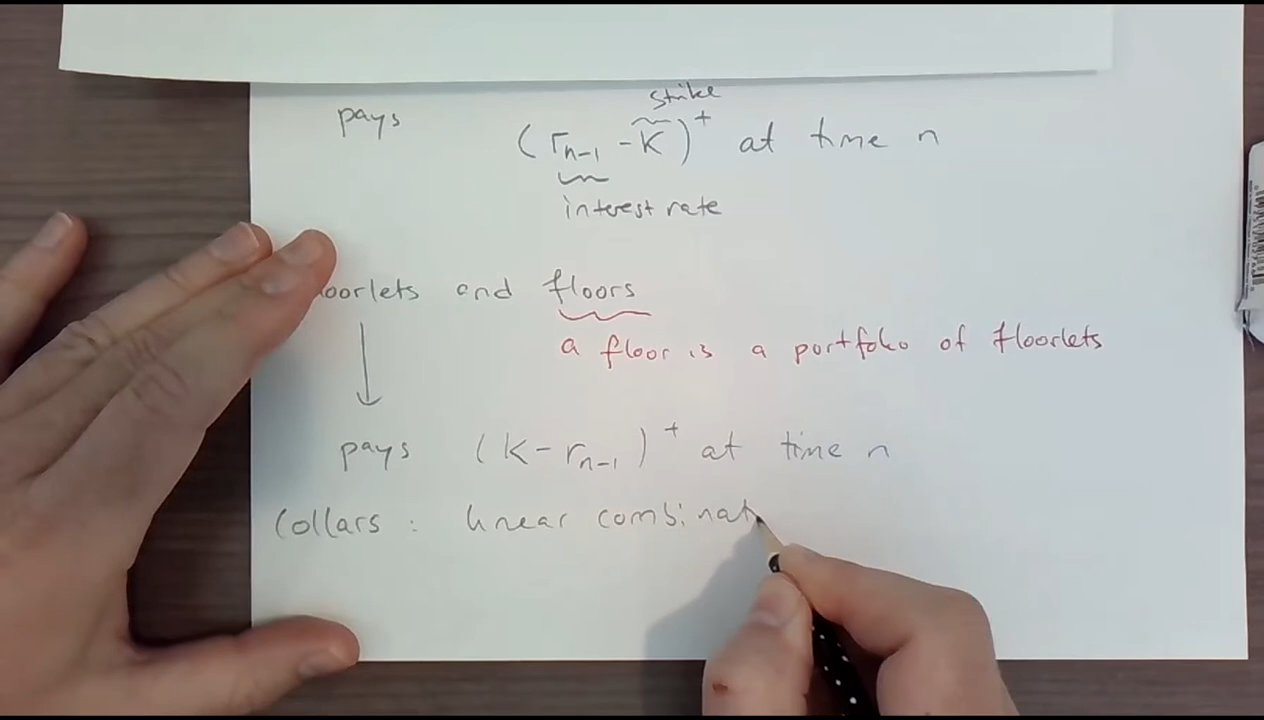 strike
pays (r_{n-1} - K)^+ at time n
interest rate
oorlets and floors
a floor is a portfolio of floorlets
pays (K - r_{n-1})^+ at time n
Collars : linear combinat